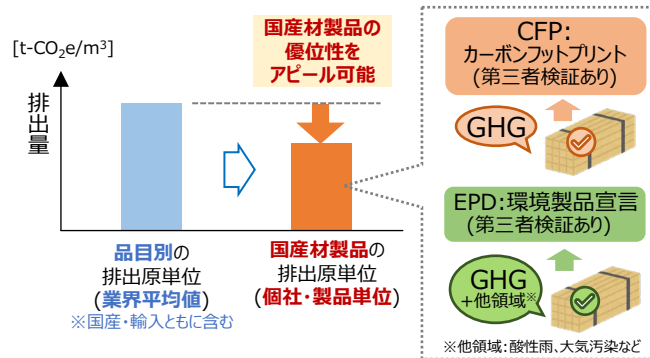 [t-CO₂e/m³]
排出量
国産材製品の
優位性を
アピール可能
品目別の
排出原単位
(業界平均値)
※国産・輸入ともに含む
国産材製品の
排出原単位
(個社・製品単位)
CFP:
カーボンフットプリント
(第三者検証あり)
GHG
EPD:環境製品宣言
(第三者検証あり)
GHG
+他領域※
※他領域：酸性雨、大気汚染など